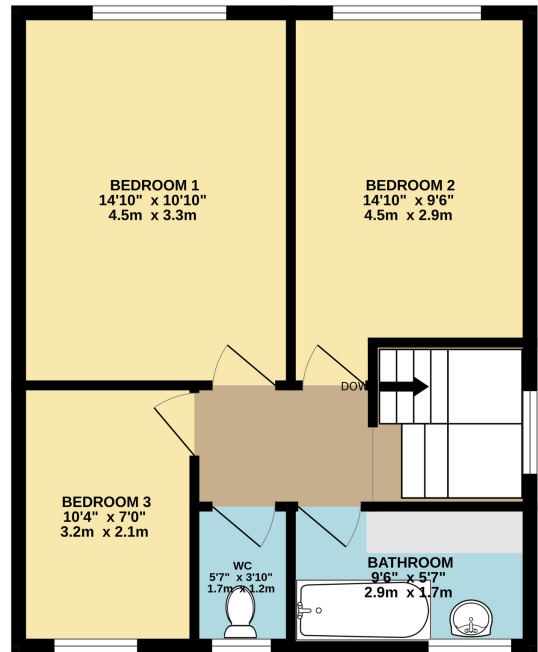 BEDROOM 1
14'10" x 10'10"
4.5m x 3.3m
BEDROOM 2
14'10" x 9'6"
4.5m x 2.9m
DOW
BEDROOM 3
10'4" x 7'0"
3.2m x 2.1m
WC
5'7" x 3'10"
1.7m x 1.2m
BATHROOM
9'6" x 5'7"
2.9m x 1.7m